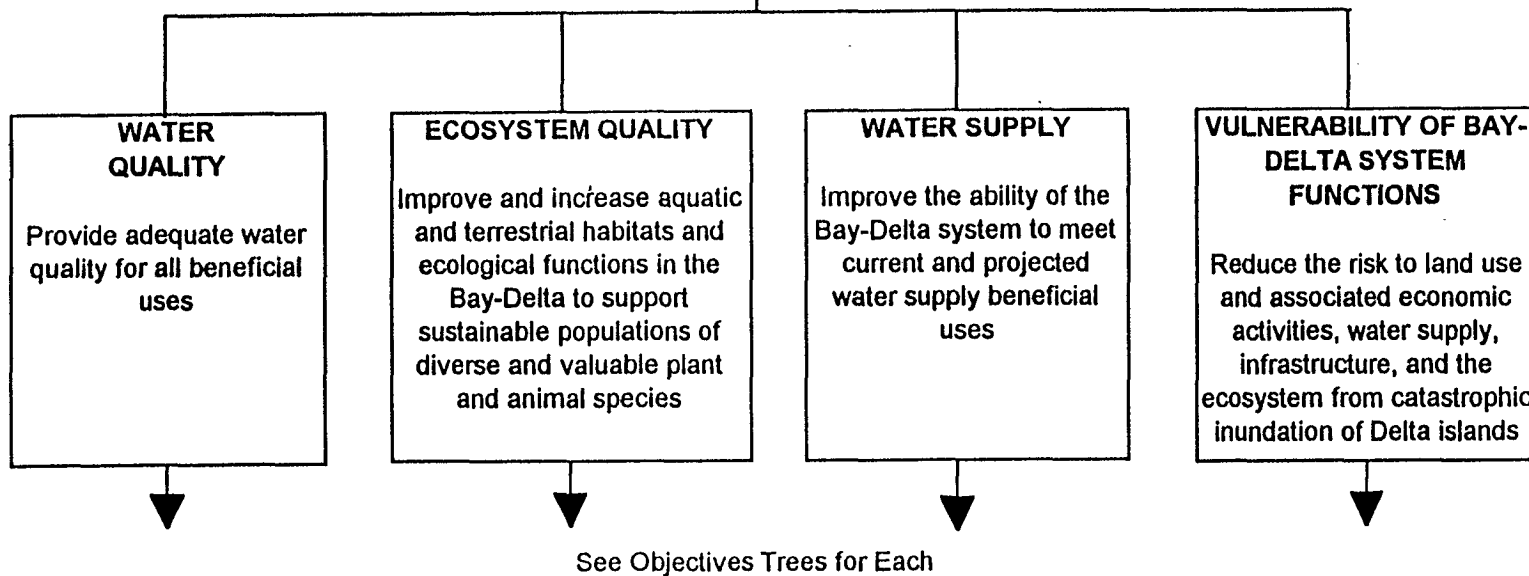 WATER
QUALITY
Provide adequate water
quality for all beneficial
uses
ECOSYSTEM QUALITY
Improve and increase aquatic
and terrestrial habitats and
ecological functions in the
Bay-Delta to support
sustainable populations of
diverse and valuable plant
and animal species
WATER SUPPLY
Improve the ability of the
Bay-Delta system to meet
current and projected
water supply beneficial
uses
VULNERABILITY OF BAY-
DELTA SYSTEM
FUNCTIONS
Reduce the risk to land use
and associated economic
activities, water supply,
infrastructure, and the
ecosystem from catastrophic
inundation of Delta islands
See Objectives Trees for Each